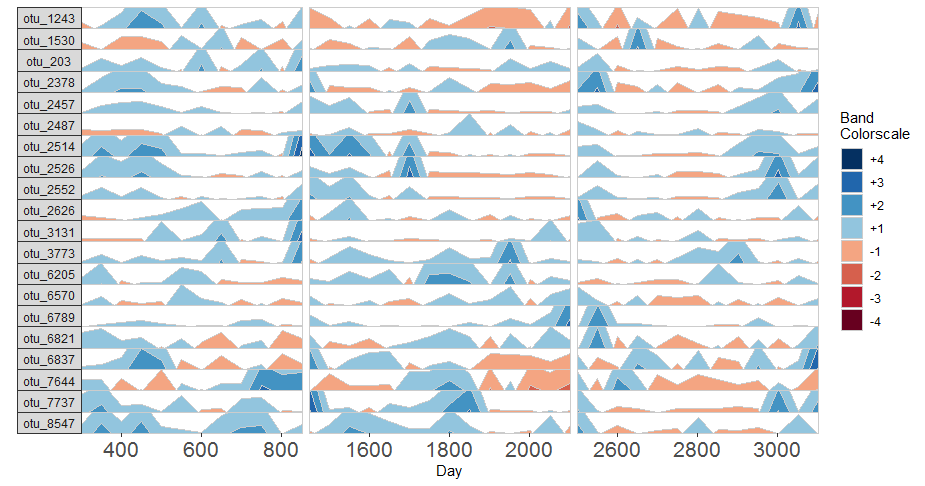 otu_1243
otu_1530
otu_203
otu_2378
otu_2457
otu_2487
otu_2514
otu_2526
otu_2552
otu_2626
otu_3131
otu_3773
otu_6205
otu_6570
otu_6789
otu_6821
otu_6837
otu_7644
otu_7737
otu_8547
400 600 800 1600 1800 2000 2600 2800 3000
Day
Band
Colorscale
+4
+3
+2
+1
-1
-2
-3
-4